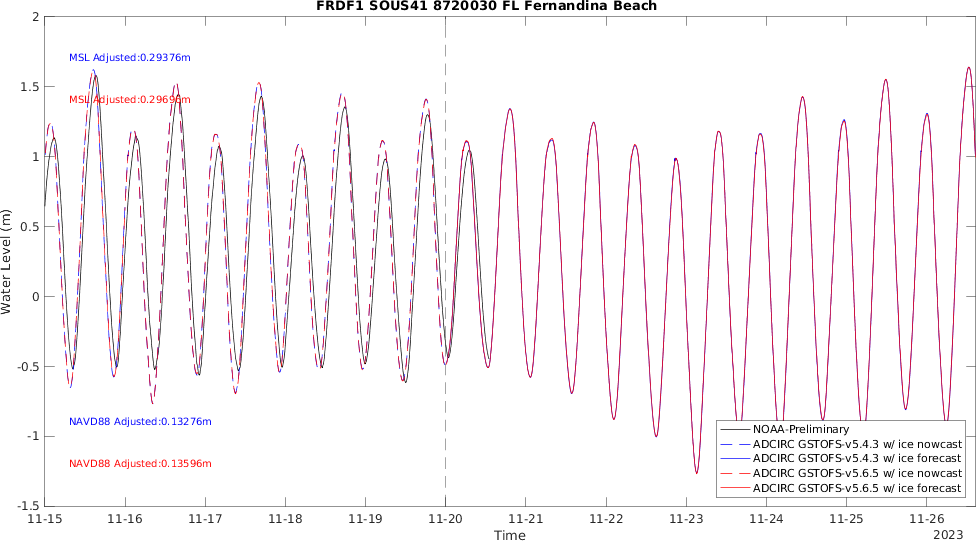 FRDF1 SOUS41 8720030 FL Fernandina Beach
Water Level (m)
2
1.5
1
0.5
0
-0.5
-1
-1.5
MSL Adjusted:0.29376m
MSL Adjusted:0.29696m
NAVD88 Adjusted:0.13276m
NAVD88 Adjusted:0.13596m
NOAA-Preliminary
ADCIRC GSTOFS-v5.4.3 w/ ice nowcast
ADCIRC GSTOFS-v5.4.3 w/ ice forecast
ADCIRC GSTOFS-v5.6.5 w/ ice nowcast
ADCIRC GSTOFS-v5.6.5 w/ ice forecast
11-15 11-16 11-17 11-18 11-19 11-20 11-21 11-22 11-23 11-24 11-25 11-26
Time
2023